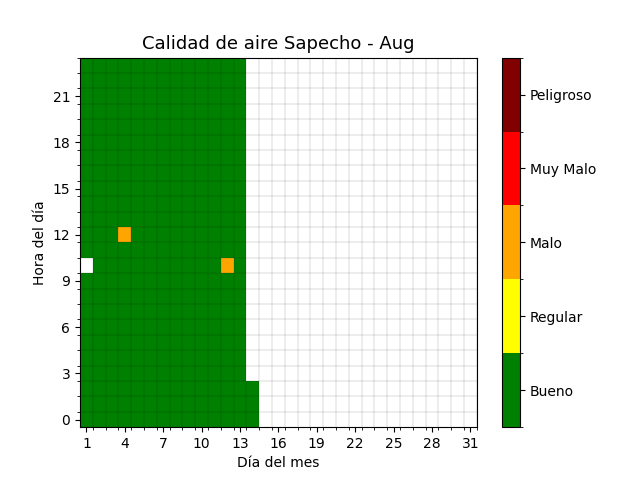 Calidad de aire Sapecho - Aug
Hora del día
21
18
15
12
9
6
3
0
1 4 7 10 13 16 19 22 25 28 31
Día del mes
Peligroso
Muy Malo
Malo
Regular
Bueno